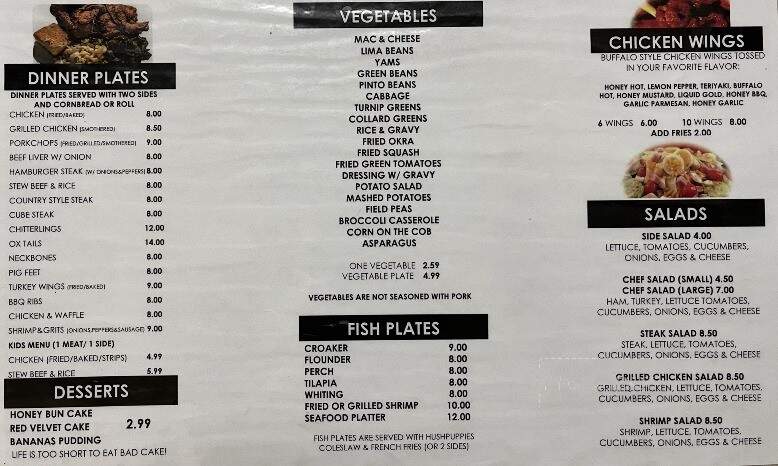 DINNER PLATES
DINNER PLATES SERVED WITH TWO SIDES
AND CORNBREAD OR ROLL
CHICKEN (FRIED/BAKED) 8.00
GRILLED CHICKEN (SMOTHERED) 8.50
PORKCHOPS (FRIED/GRILLED/SMOTHERED) 9.00
BEEF LIVER W/ ONION 8.00
HAMBURGER STEAK (W/ ONIONS&PEPPERS) 8.00
STEW BEEF & RICE 8.00
COUNTRY STYLE STEAK 8.00
CUBE STEAK 8.00
CHITTERLINGS 12.00
OX TAILS 14.00
NECKBONES 8.00
PIG FEET 8.00
TURKEY WINGS (FRIED/BAKED) 9.00
BBQ RIBS 8.00
CHICKEN & WAFFLE 8.00
SHRIMP&GRITS (ONIONS,PEPPERS&SAUSAGE) 9.00
KIDS MENU (1 MEAT/ 1 SIDE)
CHICKEN (FRIED/BAKED/STRIPS) 4.99
STEW BEEF & RICE 5.99
DESSERTS
HONEY BUN CAKE
RED VELVET CAKE 2.99
BANANAS PUDDING
LIFE IS TOO SHORT TO EAT BAD CAKE!
VEGETABLES
MAC & CHEESE
LIMA BEANS
YAMS
GREEN BEANS
PINTO BEANS
CABBAGE
TURNIP GREENS
COLLARD GREENS
RICE & GRAVY
FRIED OKRA
FRIED SQUASH
FRIED GREEN TOMATOES
DRESSING W/ GRAVY
POTATO SALAD
MASHED POTATOES
FIELD PEAS
BROCCOLI CASSEROLE
CORN ON THE COB
ASPARAGUS
ONE VEGETABLE 2.59
VEGETABLE PLATE 4.99
VEGETABLES ARE NOT SEASONED WITH PORK
FISH PLATES
CROAKER 9.00
FLOUNDER 8.00
PERCH 8.00
TILAPIA 8.00
WHITING 8.00
FRIED OR GRILLED SHRIMP 10.00
SEAFOOD PLATTER 12.00
FISH PLATES ARE SERVED WITH HUSHPUPPIES
COLESLAW & FRENCH FRIES (OR 2 SIDES)
CHICKEN WINGS
BUFFALO STYLE CHICKEN WINGS TOSSED
IN YOUR FAVORITE FLAVOR:
HONEY HOT, LEMON PEPPER, TERIYAKI, BUFFALO
HOT, HONEY MUSTARD, LIQUID GOLD, HONEY BBQ,
GARLIC PARMESAN, HONEY GARLIC
6 WINGS 6.00 10 WINGS 8.00
ADD FRIES 2.00
SALADS
SIDE SALAD 4.00
LETTUCE, TOMATOES, CUCUMBERS,
ONIONS, EGGS & CHEESE
CHEF SALAD (SMALL) 4.50
CHEF SALAD (LARGE) 7.00
HAM, TURKEY, LETTUCE TOMATOES,
CUCUMBERS, ONIONS, EGGS & CHEESE
STEAK SALAD 8.50
STEAK, LETTUCE, TOMATOES,
CUCUMBERS, ONIONS, EGGS & CHEESE
GRILLED CHICKEN SALAD 8.50
GRILLED CHICKEN, LETTUCE, TOMATOES,
CUCUMBERS, ONIONS, EGGS & CHEESE
SHRIMP SALAD 8.50
SHRIMP, LETTUCE, TOMATOES,
CUCUMBERS, ONIONS, EGGS & CHEESE